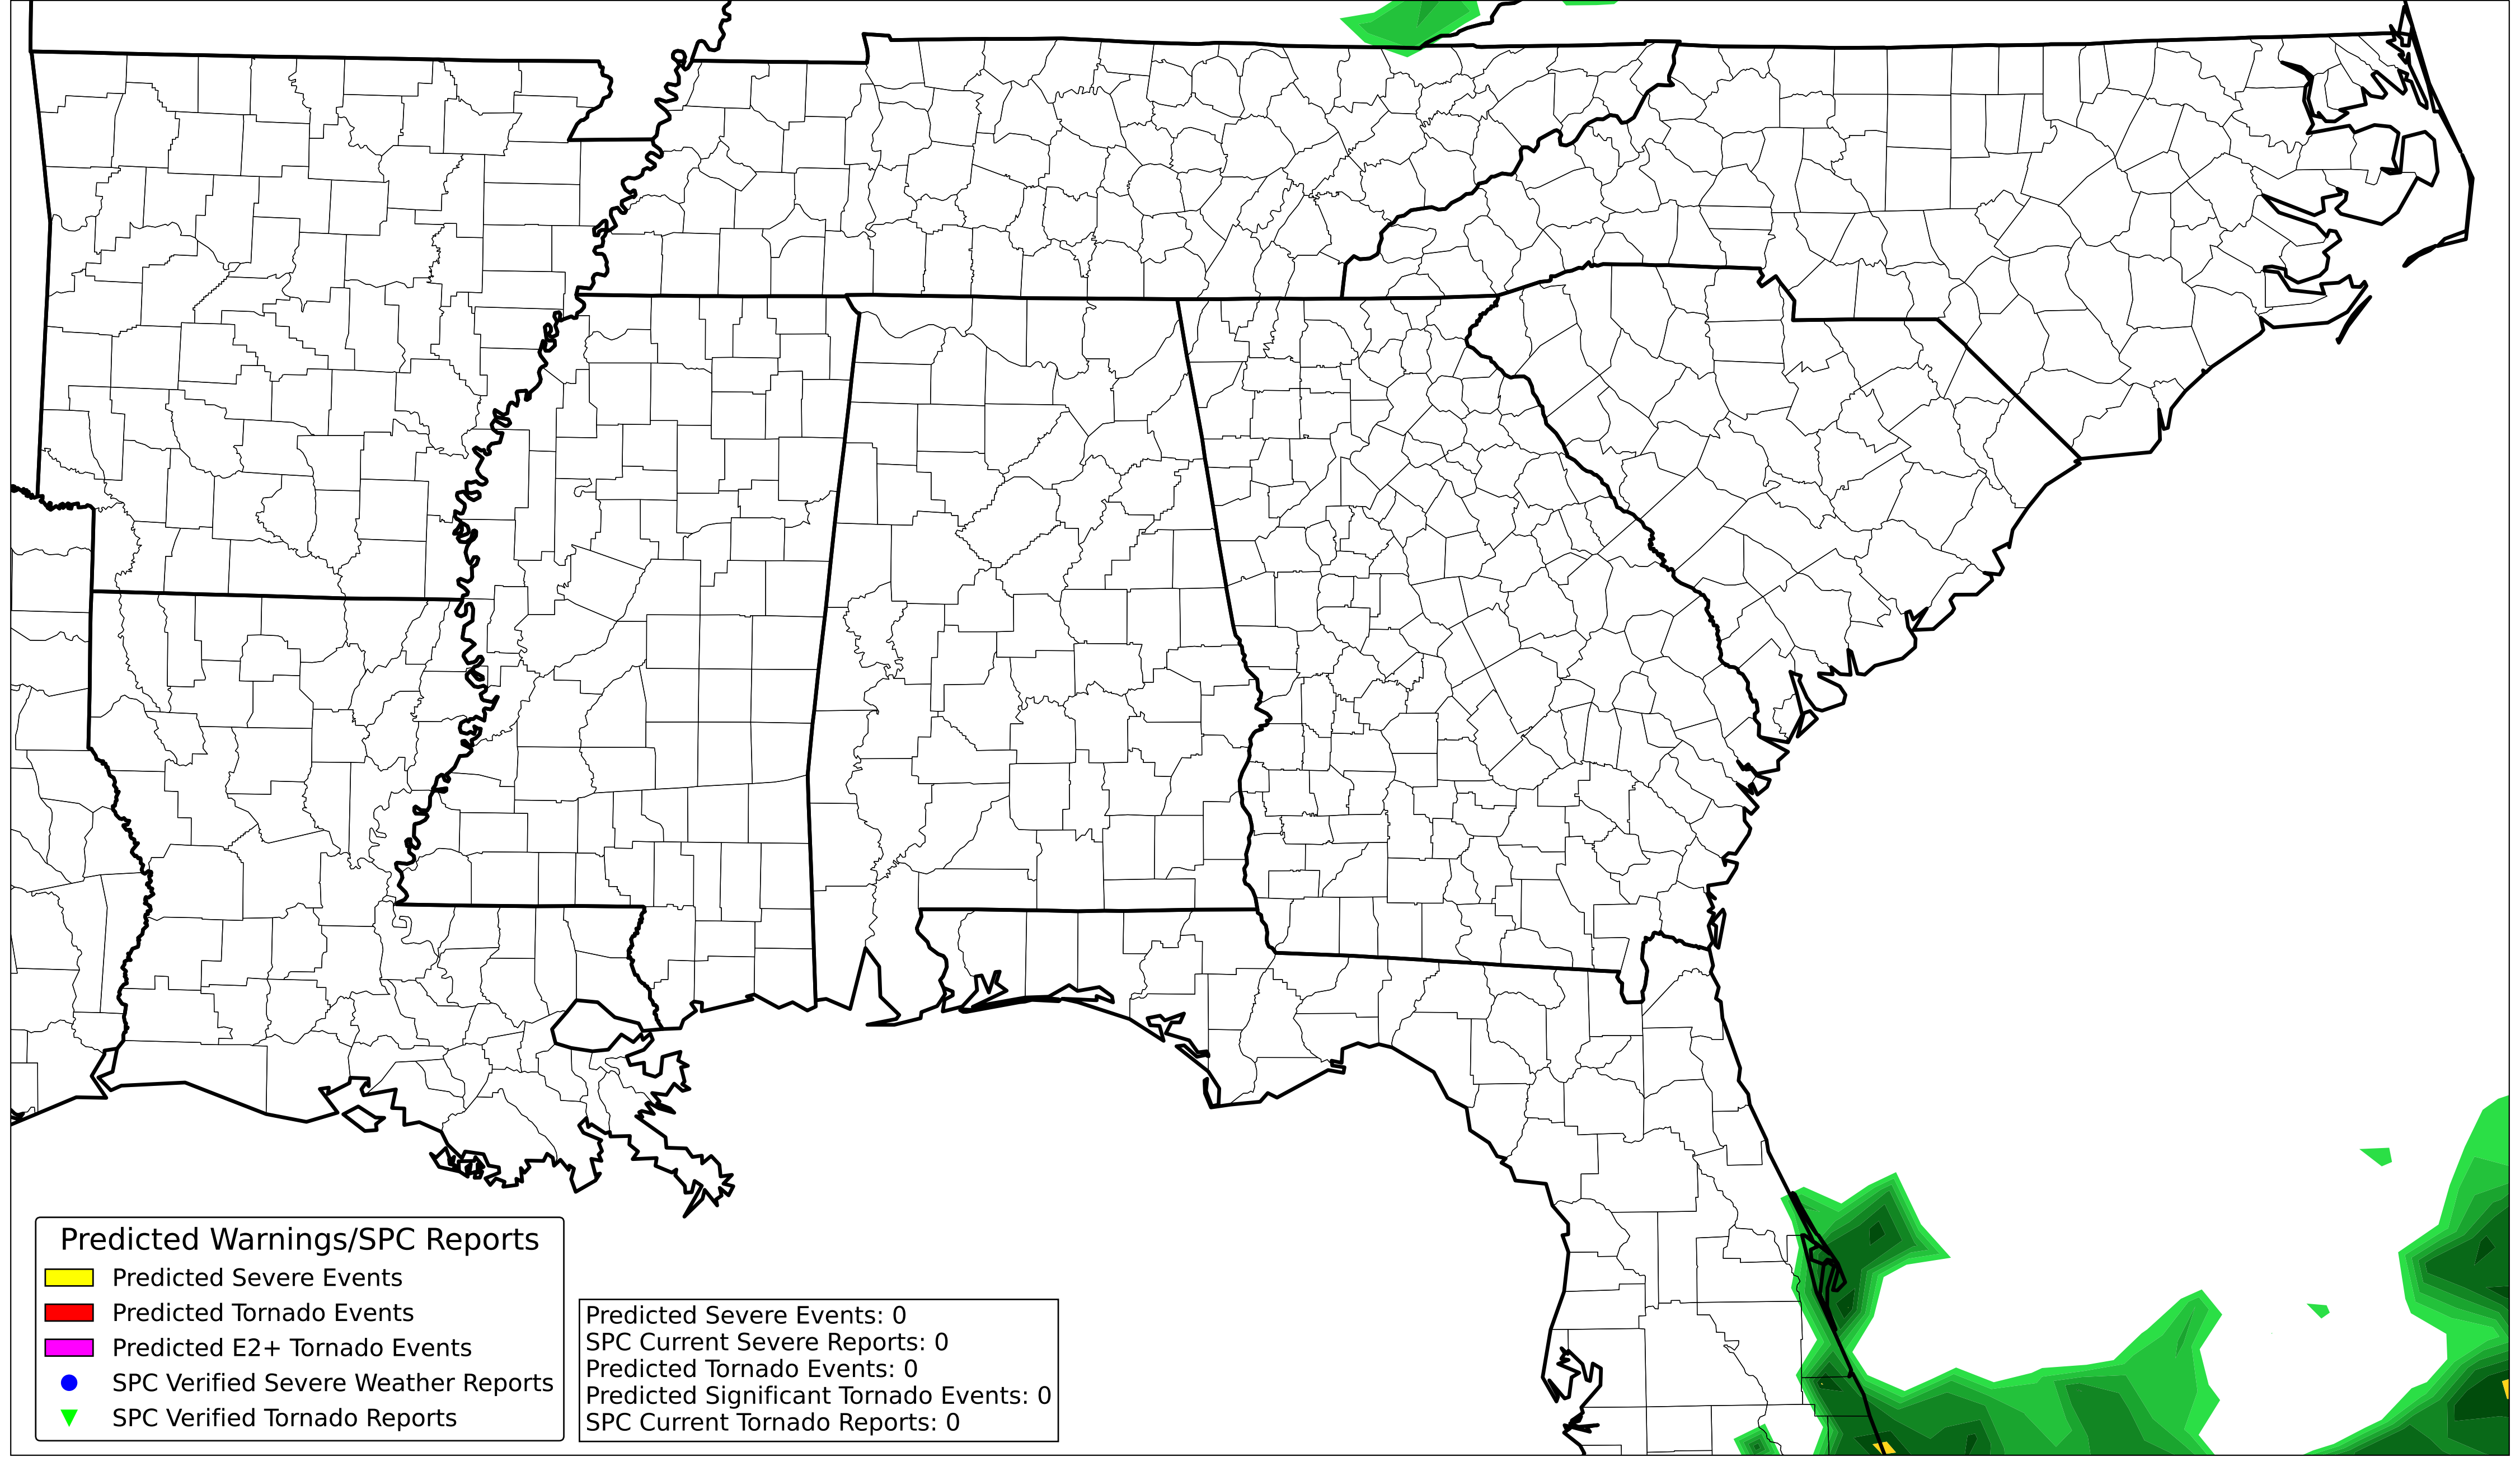 Predicted Warnings/SPC Reports
Predicted Severe Events
Predicted Tornado Events
Predicted E2+ Tornado Events
SPC Verified Severe Weather Reports
SPC Verified Tornado Reports
Predicted Severe Events: 0
SPC Current Severe Reports: 0
Predicted Tornado Events: 0
Predicted Significant Tornado Events: 0
SPC Current Tornado Reports: 0